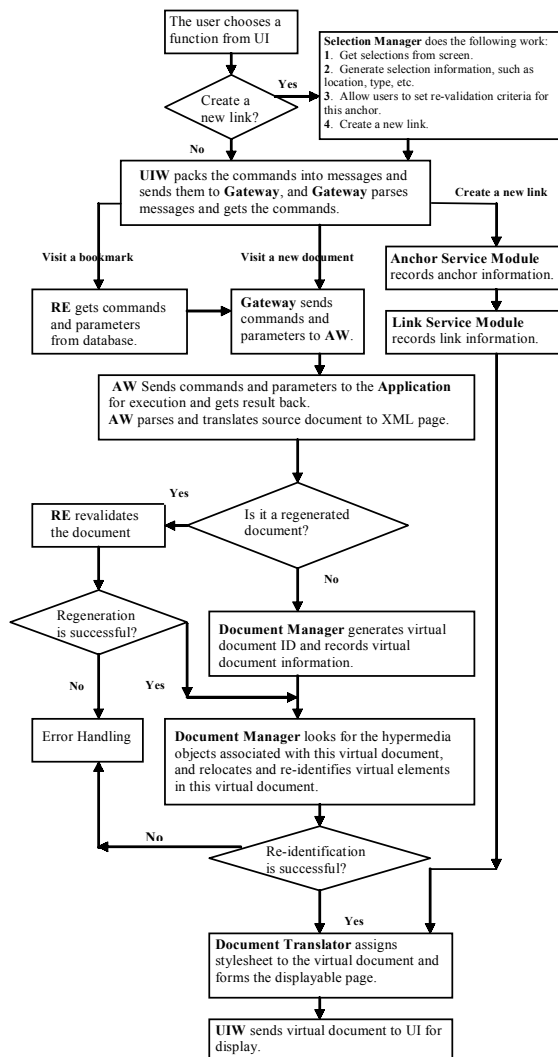 The user chooses a
function from UI
Selection Manager does the following work:
1. Get selections from screen.
2. Generate selection information, such as
location, type, etc.
3. Allow users to set re-validation criteria for
this anchor.
4. Create a new link.
Yes
Create a
new link?
No
UIW packs the commands into messages and
sends them to Gateway, and Gateway parses
messages and gets the commands.
Create a new link
Visit a bookmark
Visit a new document
Anchor Service Module
records anchor information.
RE gets commands
and parameters
from database.
Gateway sends
commands and
parameters to AW.
Link Service Module
records link information.
AW Sends commands and parameters to the Application
for execution and gets result back.
AW parses and translates source document to XML page.
Yes
Is it a regenerated
document?
RE revalidates
the document
No
Regeneration
is successful?
Document Manager generates virtual
document ID and records virtual
document information.
No
Yes
Error Handling
Document Manager looks for the hypermedia
objects associated with this virtual document,
and relocates and re-identifies virtual elements
in this virtual document.
No
Re-identification
is successful?
Yes
Document Translator assigns
stylesheet to the virtual document and
forms the displayable page.
UIW sends virtual document to UI for
display.